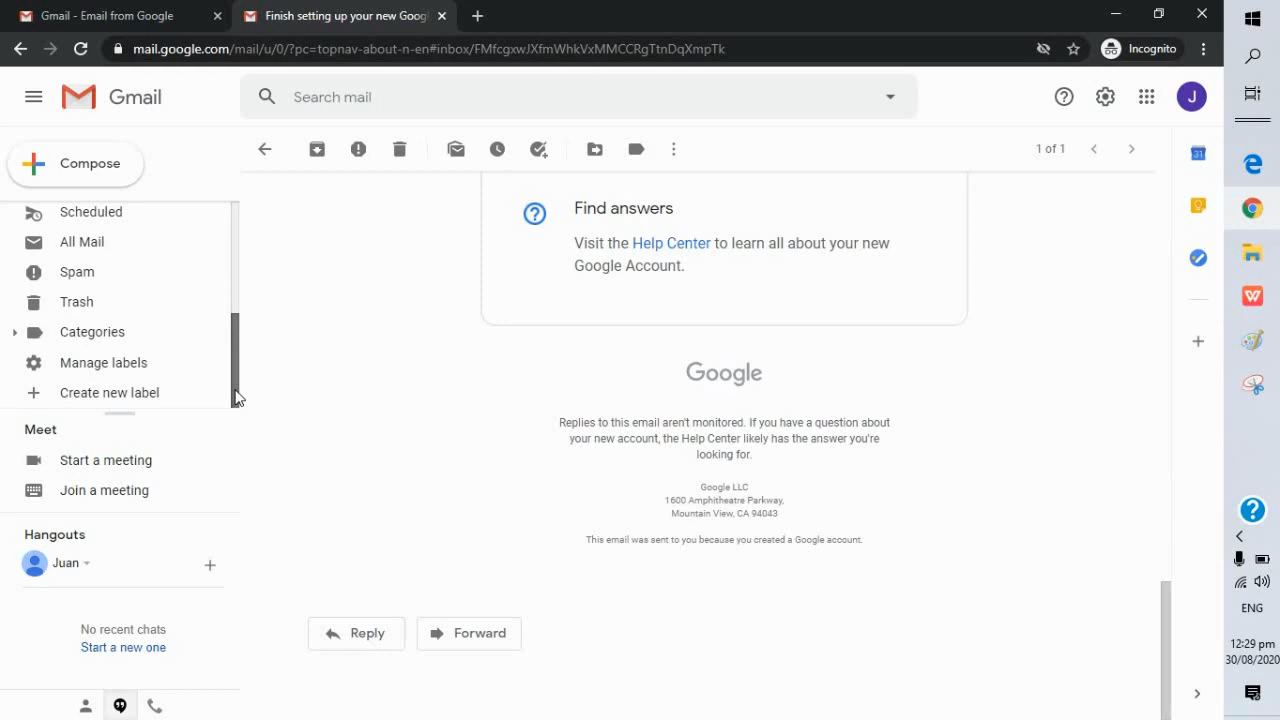 Gmail - Email from Google
Finish setting up your new Goog
mail.google.com/mail/u/0/?pc=topnav-about-n-en#inbox/FMfcgxwJXfmWhkVxMMCCRgTtnDqXmpTk
Incognito
Gmail
Search mail
J
Compose
1 of 1
31
Scheduled
All Mail
Spam
Trash
Categories
Manage labels
Create new label
Meet
Start a meeting
Join a meeting
Hangouts
Juan
No recent chats
Start a new one
Find answers
Visit the Help Center to learn all about your new
Google Account.
Google
Replies to this email aren't monitored. If you have a question about
your new account, the Help Center likely has the answer you're
looking for.
Google LLC
1600 Amphitheatre Parkway,
Mountain View, CA 94043
This email was sent to you because you created a Google account.
Reply
Forward
ENG
12:29 pm
30/08/2020